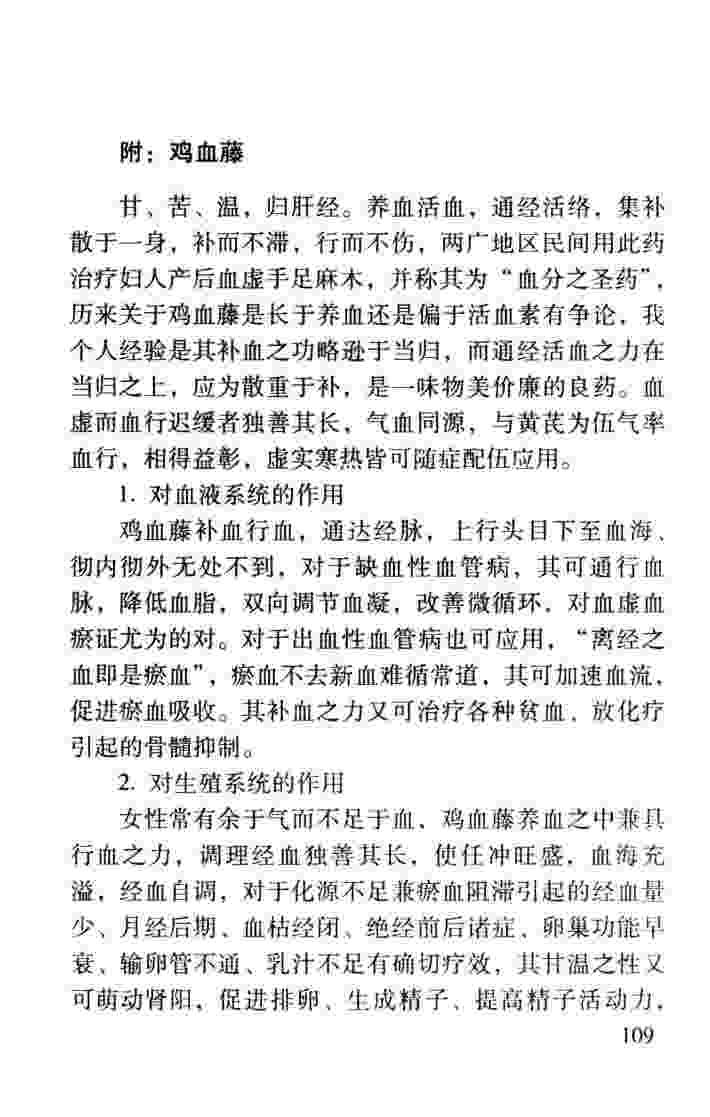 附：鸡血藤
甘、苦、温，归肝经。养血活血，通经活络，集补
散于一身，补而不滞，行而不伤，两广地区民间用此药
治疗妇人产后血虚手足麻木，并称其为“血分之圣药”，
历来关于鸡血藤是长于养血还是偏于活血素有争论，我
个人经验是其补血之功略逊于当归，而通经活血之力在
当归之上，应为散重于补，是一味物美价廉的良药。血
虚而血行迟缓者独善其长，气血同源，与黄芪为伍气率
血行，相得益彰，虚实寒热皆可随症配伍应用。
1. 对血液系统的作用
鸡血藤补血行血，通达经脉，上行头目下至血海、
彻内彻外无处不到，对于缺血性血管病，其可通行血
脉，降低血脂，双向调节血凝，改善微循环，对血虚血
瘀证尤为的对。对于出血性血管病也可应用，“离经之
血即是瘀血”，瘀血不去新血难循常道，其可加速血流，
促进瘀血吸收。其补血之力又可治疗各种贫血、放化疗
引起的骨髓抑制。
2. 对生殖系统的作用
女性常有余于气而不足于血、鸡血藤养血之中兼具
行血之力，调理经血独善其长，使任冲旺盛，血海充
溢，经血自调，对于化源不足兼瘀血阻滞引起的经血量
少、月经后期、血枯经闭、绝经前后诸症、卵巢功能早
衰、输卵管不通、乳汁不足有确切疗效，其甘温之性又
可萌动肾阳，促进排卵、生成精子、提高精子活动力，
109